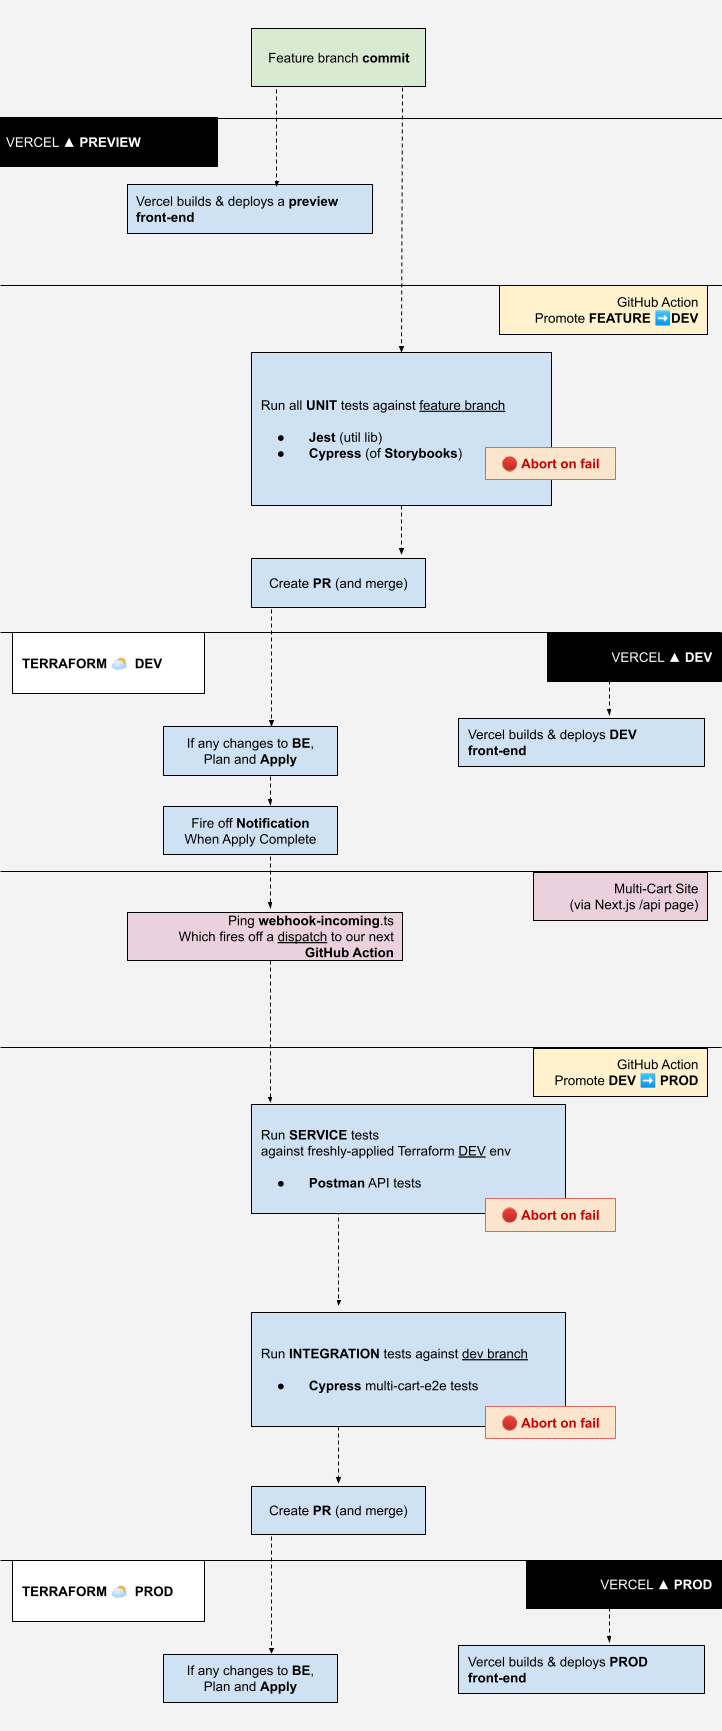 Feature branch commit
VERCEL ▲ PREVIEW
Vercel builds & deploys a preview
front-end
GitHub Action
Promote FEATURE ➡️DEV
Run all UNIT tests against feature branch
● Jest (util lib)
● Cypress (of Storybooks)
🔴 Abort on fail
Create PR (and merge)
TERRAFORM 🌥️ DEV
VERCEL ▲ DEV
If any changes to BE,
Plan and Apply
Vercel builds & deploys DEV
front-end
Fire off Notification
When Apply Complete
Multi-Cart Site
(via Next.js /api page)
Ping webhook-incoming.ts
Which fires off a dispatch to our next
GitHub Action
GitHub Action
Promote DEV ➡️ PROD
Run SERVICE tests
against freshly-applied Terraform DEV env
● Postman API tests
🔴 Abort on fail
Run INTEGRATION tests against dev branch
● Cypress multi-cart-e2e tests
🔴 Abort on fail
Create PR (and merge)
TERRAFORM 🌥️ PROD
VERCEL ▲ PROD
If any changes to BE,
Plan and Apply
Vercel builds & deploys PROD
front-end